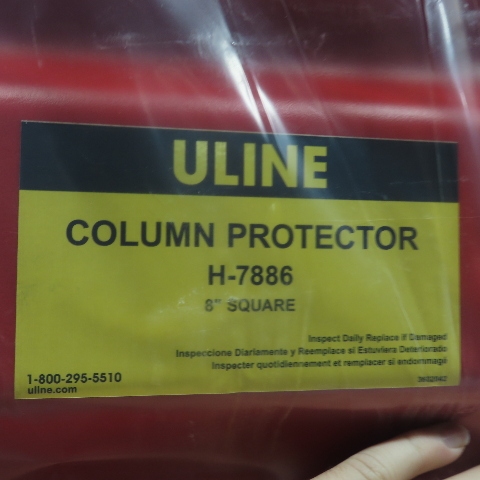 ULINE
COLUMN PROTECTOR
H-7886
8" SQUARE
Inspect Daily Replace if Damaged
Inspeccione Diariamente y Reemplace si Estuviera Deteriorado
Inspecter quotidiennement et remplacer si endommagé
1-800-295-5510
uline.com